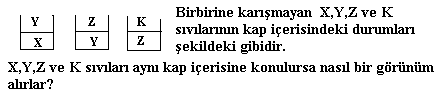 Y Z K
X Y Z
Birbirine karışmayan X,Y,Z ve K
sıvılarının kap içerisindeki durumları
şekildeki gibidir.
X,Y,Z ve K sıvıları aynı kap içerisine konulursa nasıl bir görünüm
alırlar?